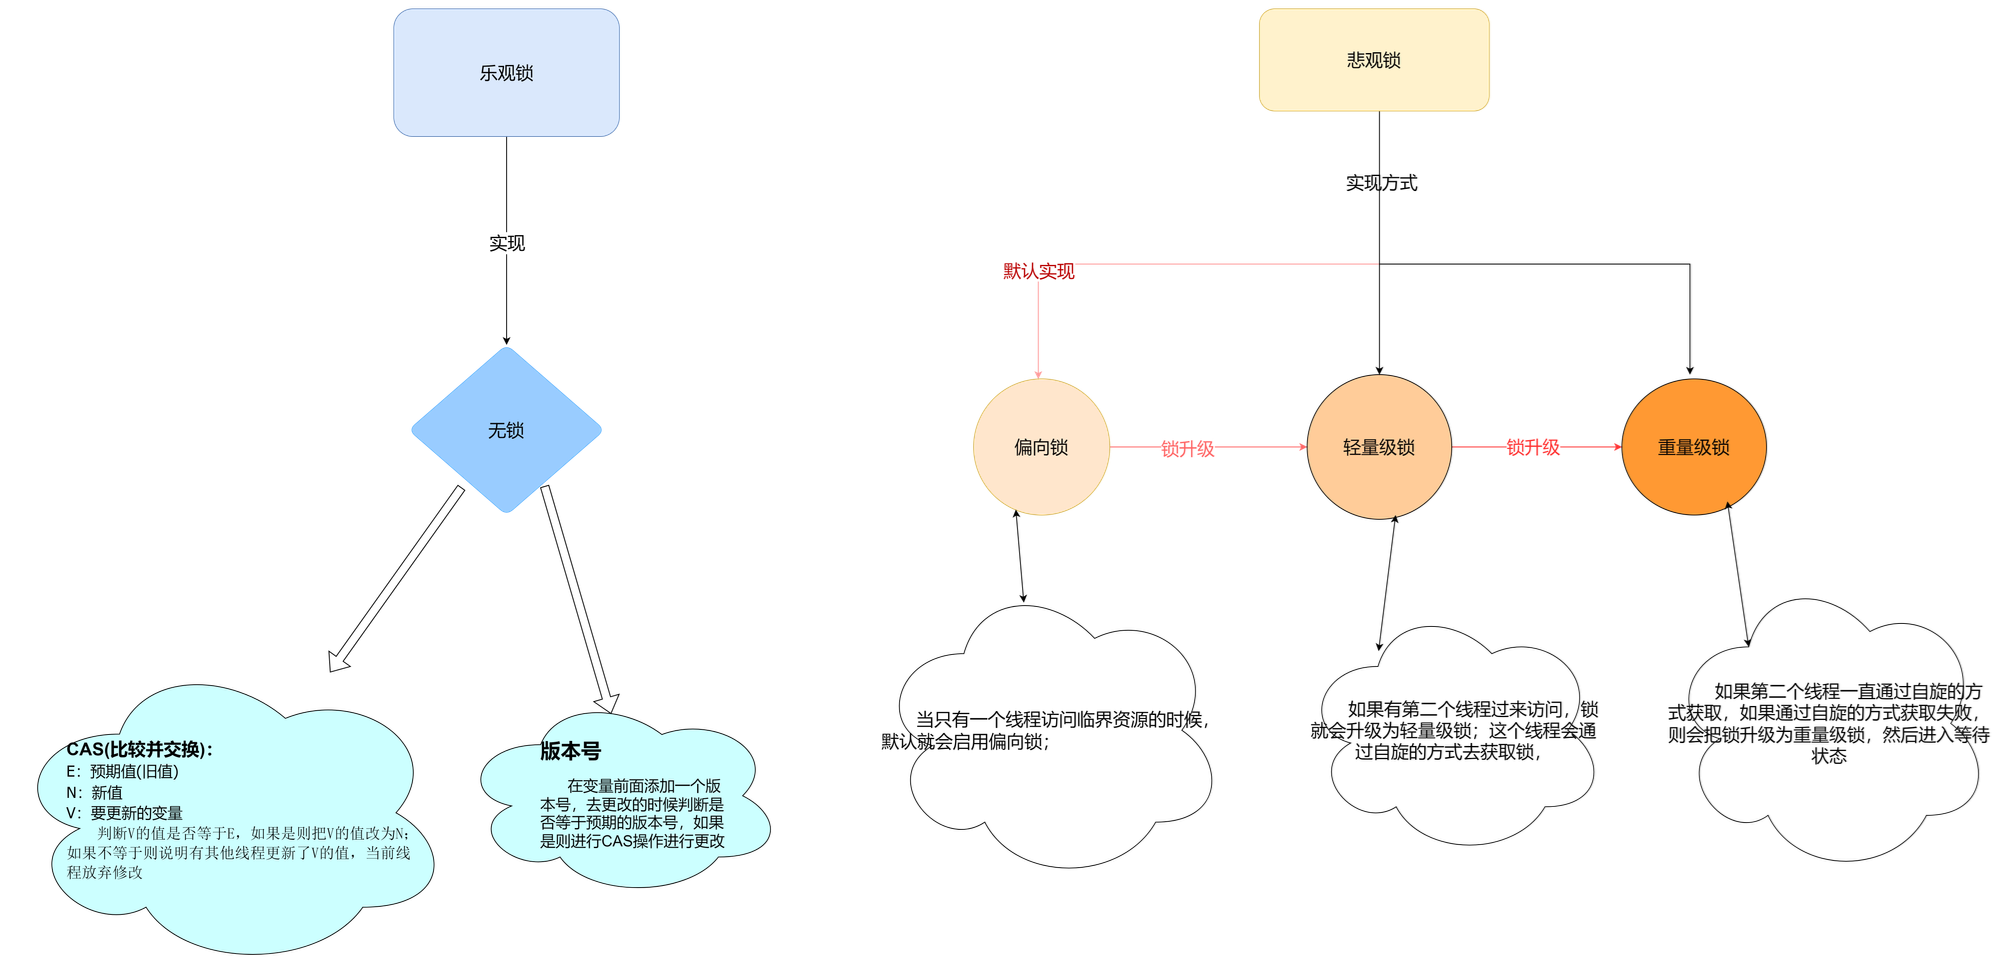 乐观锁
实现
无锁
CAS(比较并交换)：
E：预期值(旧值)
N：新值
V：要更新的变量
判断V的值是否等于E，如果是则把V的值改为N；
如果不等于则说明有其他线程更新了V的值，当前线
程放弃修改
版本号
在变量前面添加一个版
本号，去更改的时候判断是
否等于预期的版本号，如果
是则进行CAS操作进行更改
悲观锁
实现方式
默认实现
偏向锁
锁升级
轻量级锁
锁升级
重量级锁
当只有一个线程访问临界资源的时候，
默认就会启用偏向锁；
如果有第二个线程过来访问，锁
就会升级为轻量级锁；这个线程会通
过自旋的方式去获取锁，
如果第二个线程一直通过自旋的方
式获取，如果通过自旋的方式获取失败，
则会把锁升级为重量级锁，然后进入等待
状态